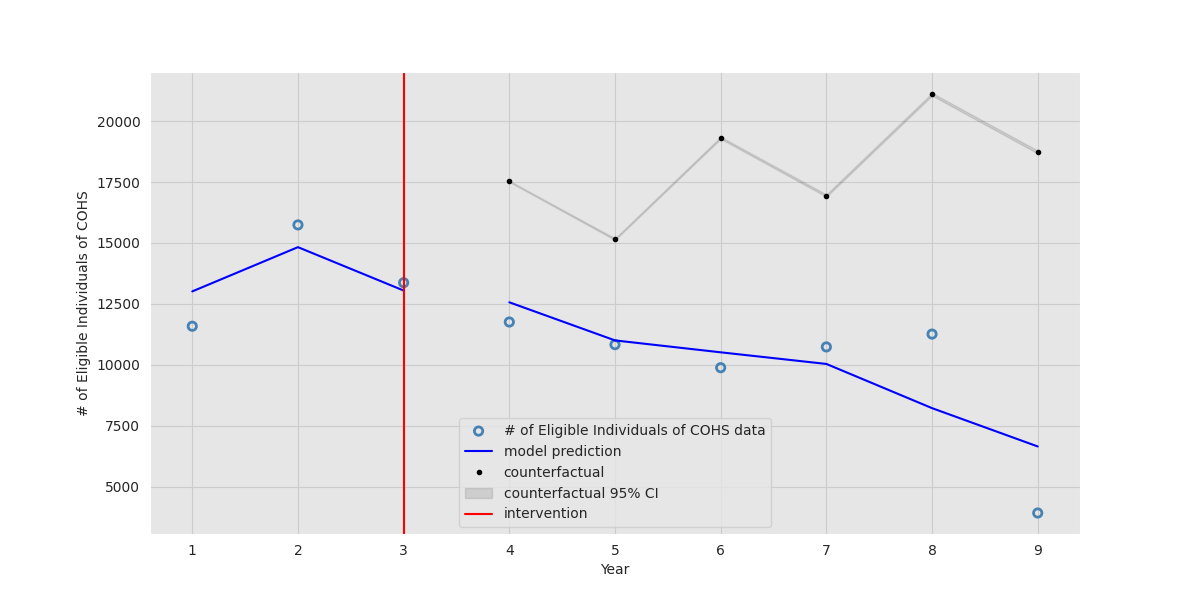 # of Eligible Individuals of COHS
20000
17500
15000
12500
10000
7500
5000
# of Eligible Individuals of COHS data
model prediction
counterfactual
counterfactual 95% CI
intervention
1 2 3 4 5 6 7 8 9
Year